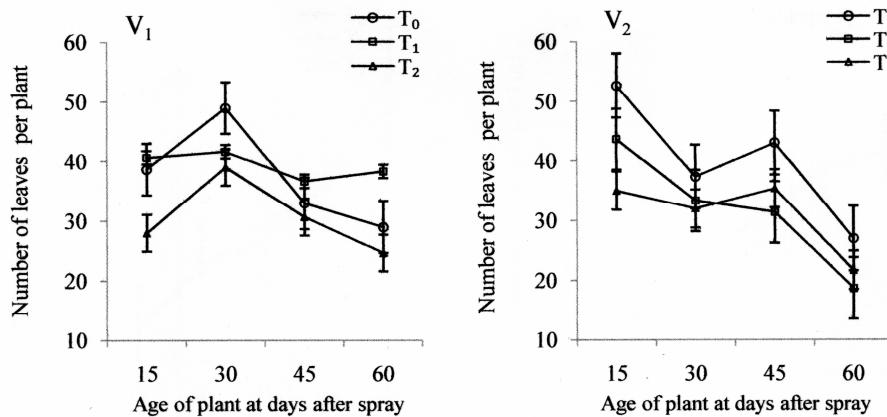 V₁
T₀
T₁
T₂
Number of leaves per plant
60
50
40
30
20
10
15 30 45 60
Age of plant at days after spray
V₂
T
T
T
Number of leaves per plant
60
50
40
30
20
10
15 30 45 60
Age of plant at days after spray